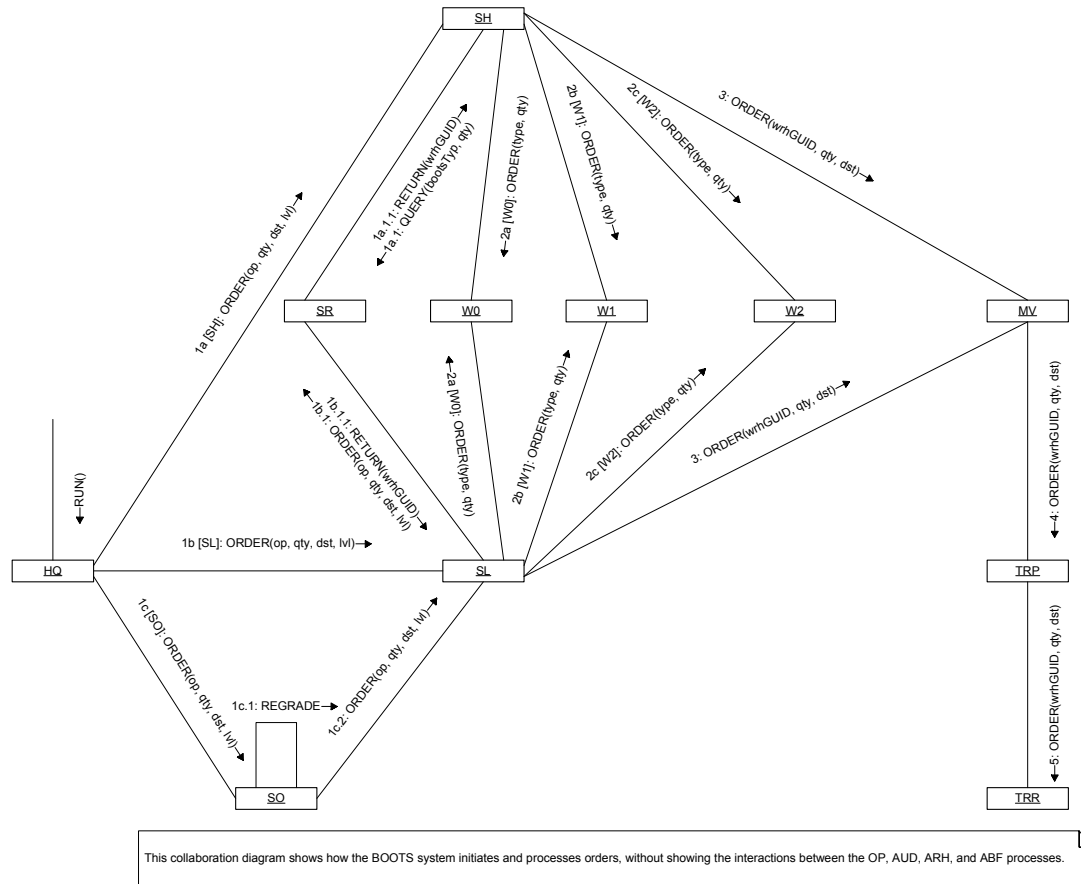 SH
3: ORDER(wrhGUID, qty, dst)
2c [W2]: ORDER(type, qty)
2b [W1]: ORDER(type, qty)
2a [W0]: ORDER(type, qty)
1a.1.1: RETURN(wrhGUID)
1a.1: QUERY(bootsTyp, qty)
1a [SH]: ORDER(op, qty, dst, lvl)
SR
W0
W1
W2
MV
1b.1.1: RETURN(wrhGUID)
1b.1: ORDER(op, qty, dst, lvl)
2a [W0]: ORDER(type, qty)
2b [W1]: ORDER(type, qty)
2c [W2]: ORDER(type, qty)
3: ORDER(wrhGUID, qty, dst)
4: ORDER(wrhGUID, qty, dst)
RUN()
1b [SL]: ORDER(op, qty, dst, lvl)
HQ
SL
TRP
1c [SO]: ORDER(op, qty, dst, lvl)
1c.1: REGRADE
1c.2: ORDER(op, qty, dst, lvl)
5: ORDER(wrhGUID, qty, dst)
SO
TRR
This collaboration diagram shows how the BOOTS system initiates and processes orders, without showing the interactions between the OP, AUD, ARH, and ABF processes.